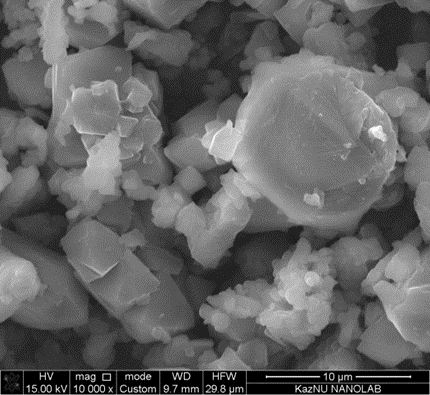 HV mag □ mode WD HFW 10 µm
15.00 kV 10 000 x Custom 9.7 mm 29.8 µm KazNU NANOLAB